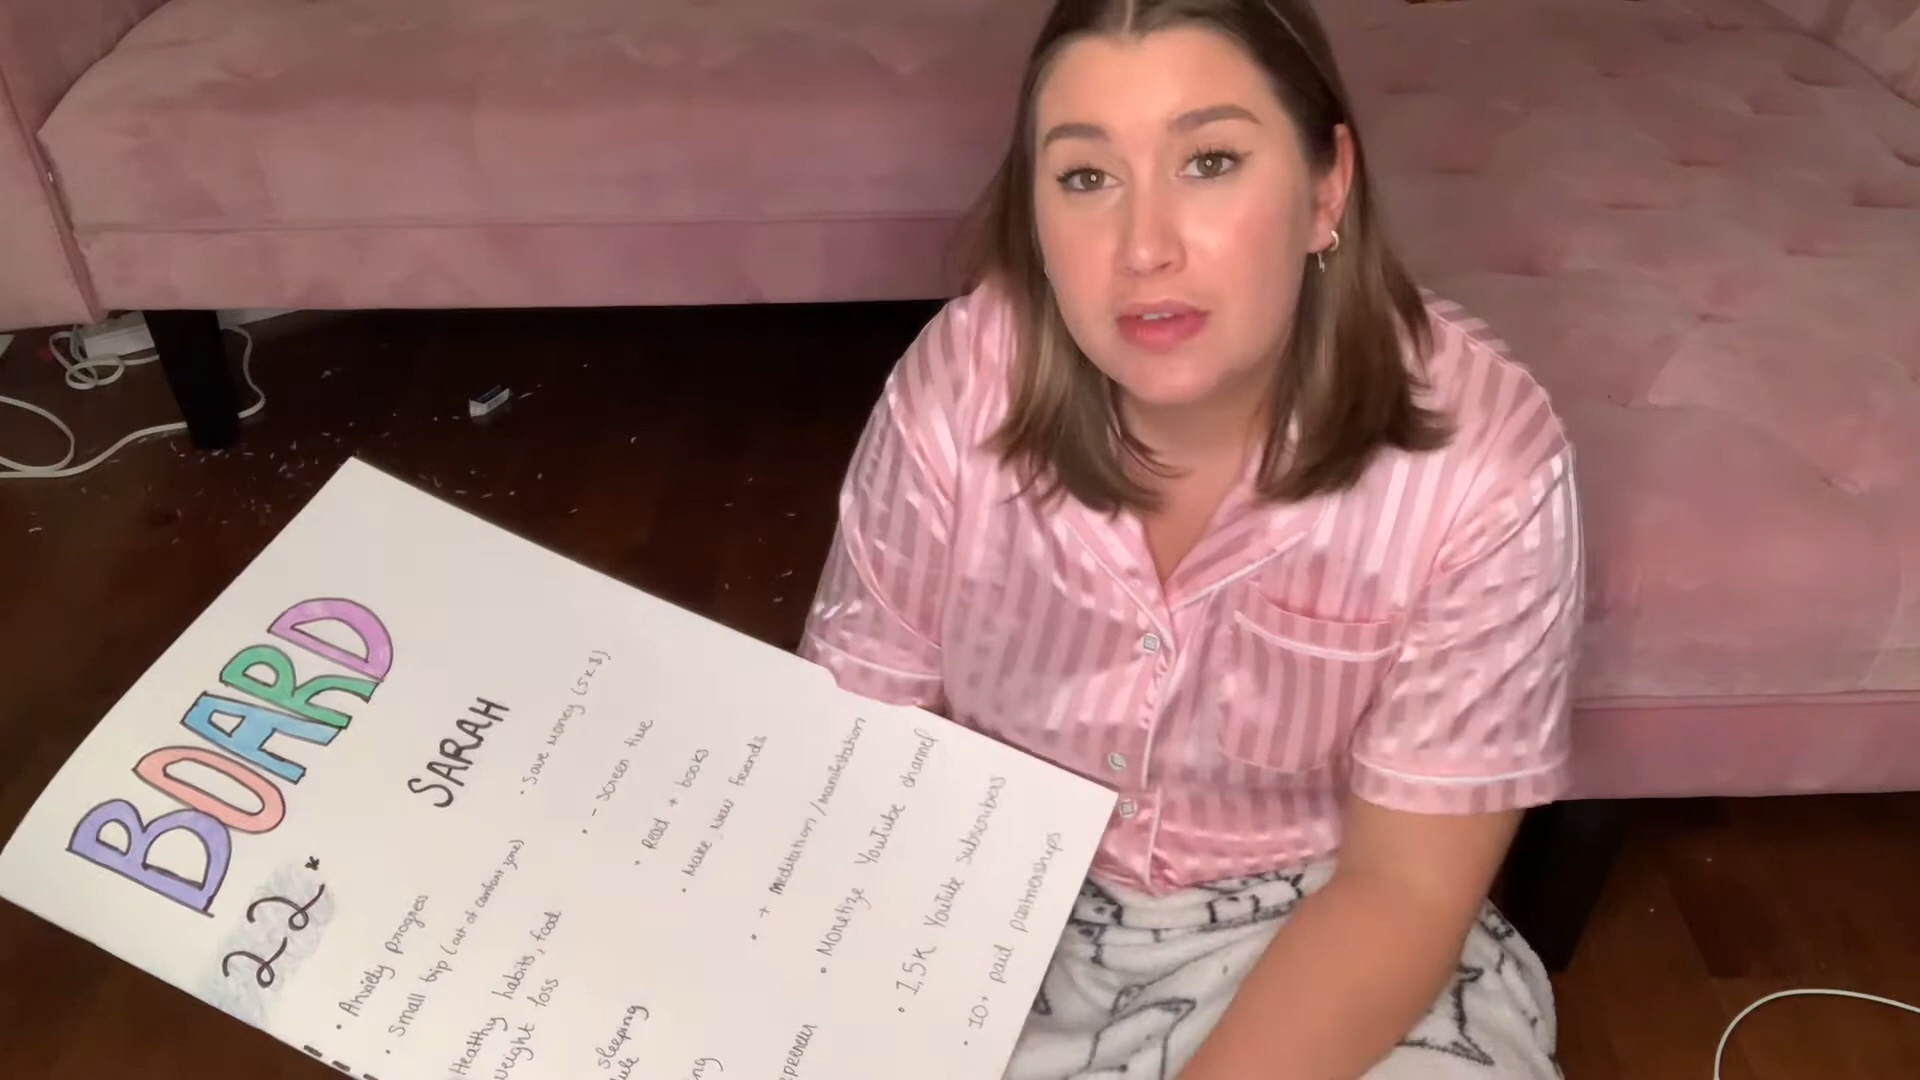 BOARD
22*
SARAH
• Anxiety progress
• Small trip (out of comfort zone)
Healthy habits, food
weight loss
sleeping
• Save money (5K.$)
• - Screen time
• Read + books
• Make new friends
• + meditation/manifestation
• Monetize YouTube channel
• 1,5K YouTube subscribers
• 10+ paid partnerships